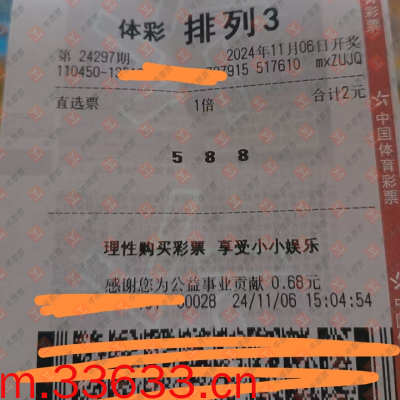 体彩 排列3
第 24297期 2024年11月06日开奖
110450- 7915 517610 mxZUJQ
直选票 1倍 合计2元
5 8 8
理性购买彩票 享受小小娱乐
感谢您为公益事业贡献 0.68元
0028 24/11/06 15:04:54
m.33633.cn
彩票
中国体育彩票